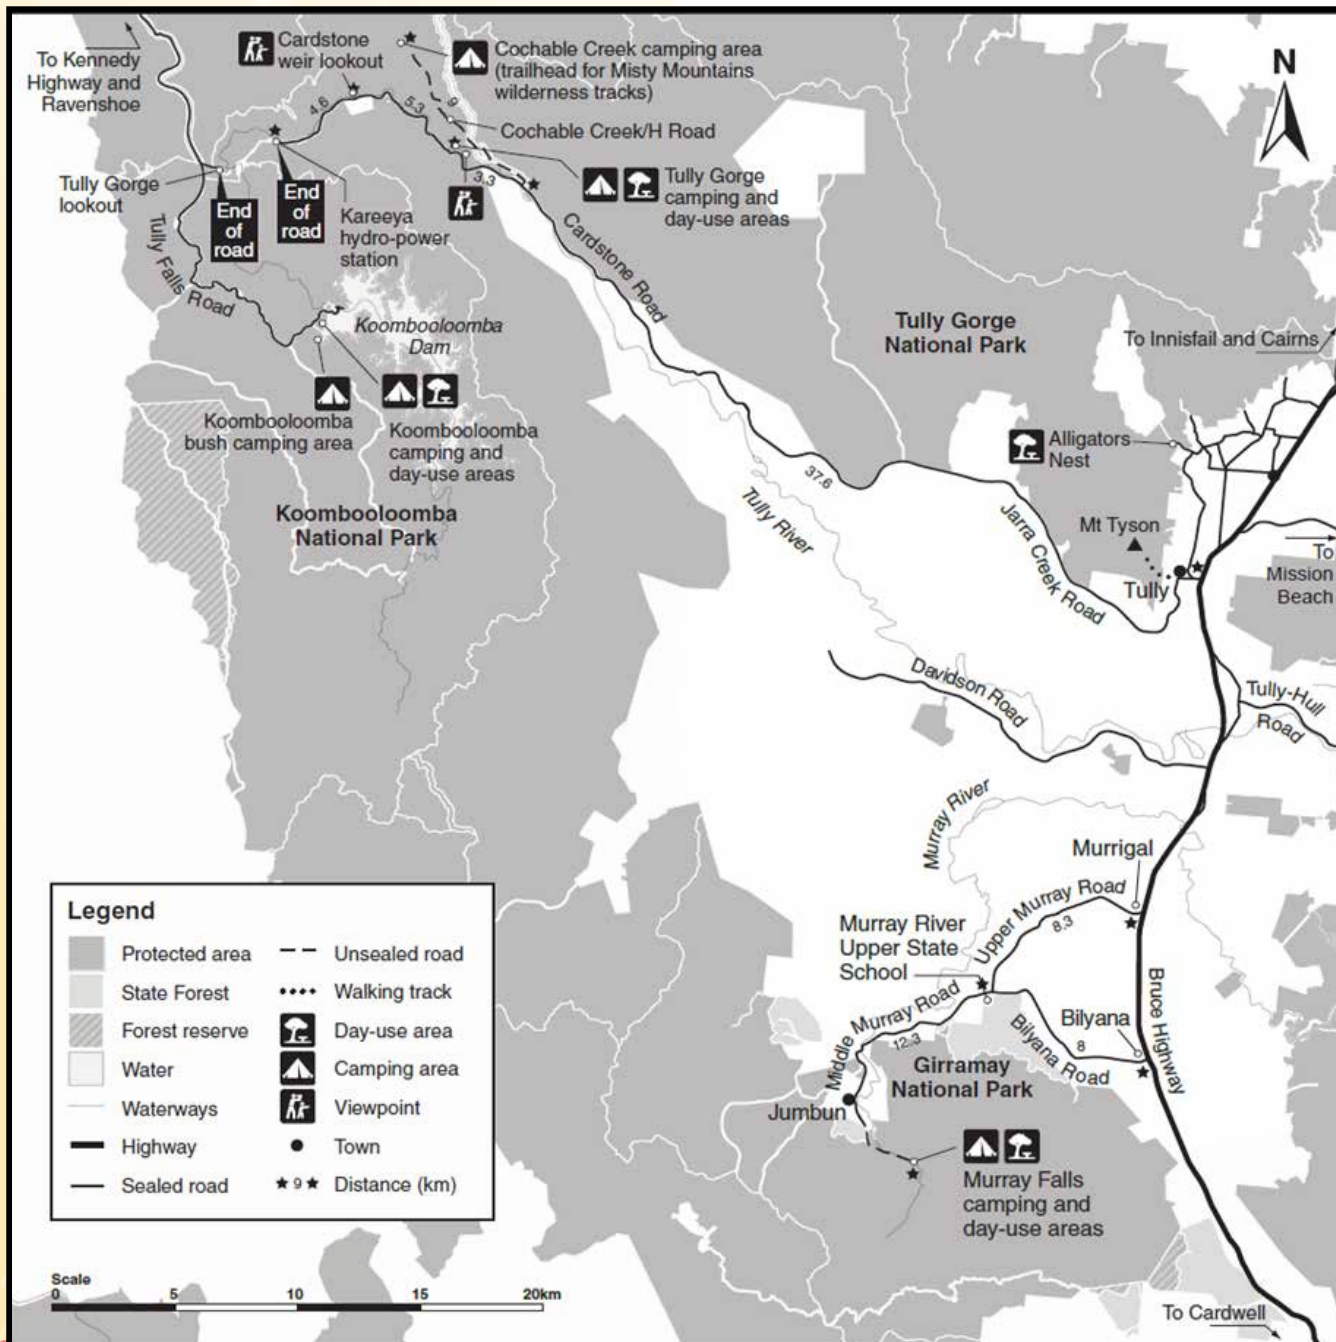 To Kennedy
Highway and
Ravenshoe
Cardstone
weir lookout
Cochable Creek camping area
(trailhead for Misty Mountains
wilderness tracks)
N
4.6
5.3
9
Cochable Creek/H Road
Tully Gorge
lookout
End
of
road
End
of
road
Kareeya
hydro-power
station
3.3
Tully Gorge
camping and
day-use areas
Tully Falls Road
Cardstone Road
Koombooloomba
Dam
Tully Gorge
National Park
To Innisfail and Cairns
Koombooloomba
bush camping area
Koombooloomba
camping and
day-use areas
Alligators
Nest
37.6
Tully River
Koombooloomba
National Park
Jarra Creek Road
Mt Tyson
Tully
To
Mission
Beach
Davidson Road
Tully-Hull
Road
Murray River
Murrigal
Upper Murray Road
8.3
Murray River
Upper State
School
Middle Murray Road
12.3
Bilyana
Bilyana Road
8
Bruce Highway
Girramay
National Park
Jumbun
Murray Falls
camping and
day-use areas
To Cardwell
Legend
Protected area
State Forest
Forest reserve
Water
Waterways
Highway
Sealed road
Unsealed road
Walking track
Day-use area
Camping area
Viewpoint
Town
9 Distance (km)
Scale
0 5 10 15 20km